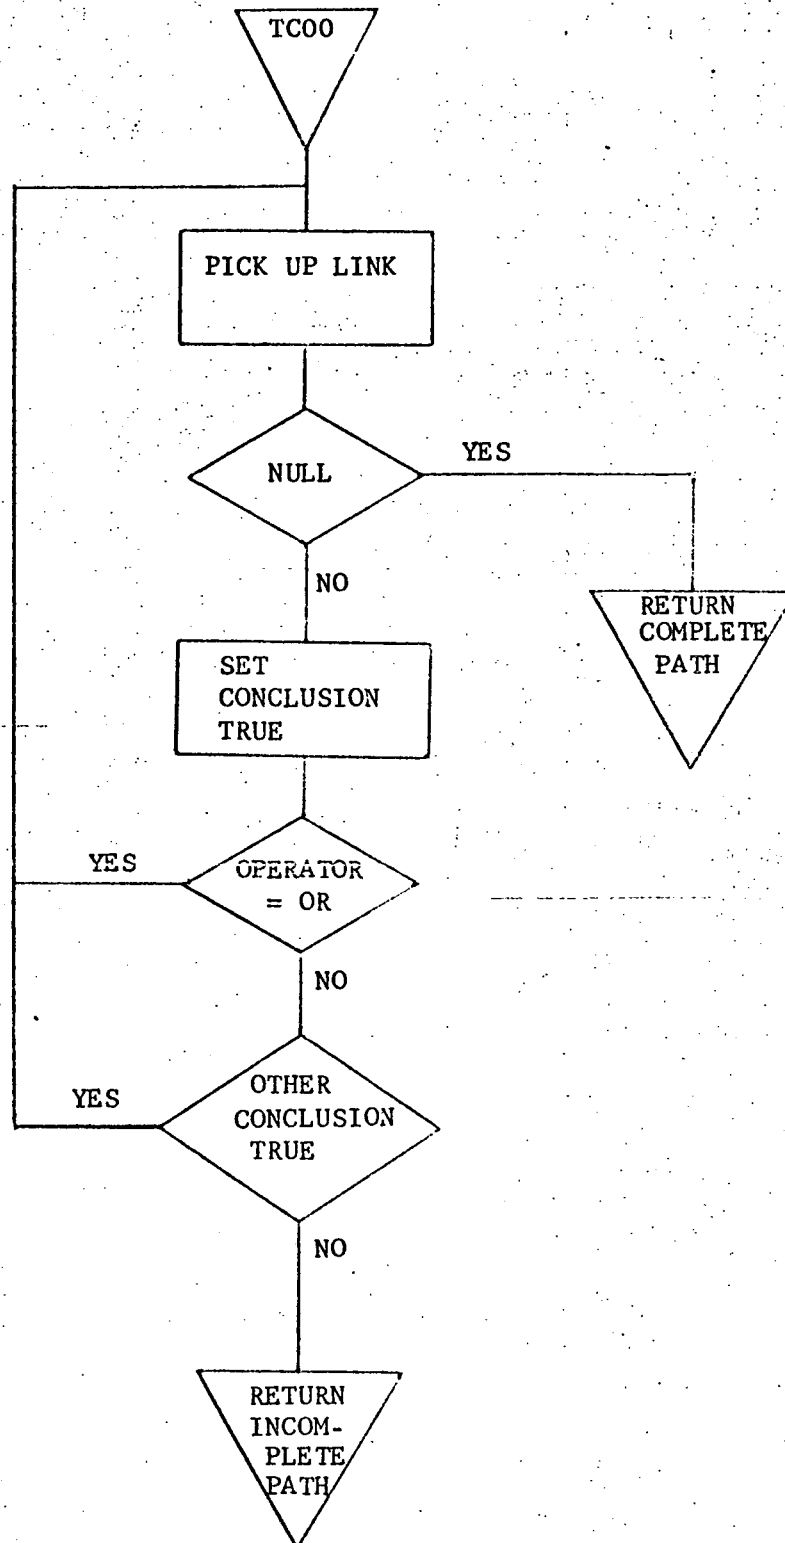 TC00
PICK UP LINK
NULL
YES
NO
RETURN
COMPLETE
PATH
SET
CONCLUSION
TRUE
YES
OPERATOR
= OR
NO
YES
OTHER
CONCLUSION
TRUE
NO
RETURN
INCOM-
PLETE
PATH